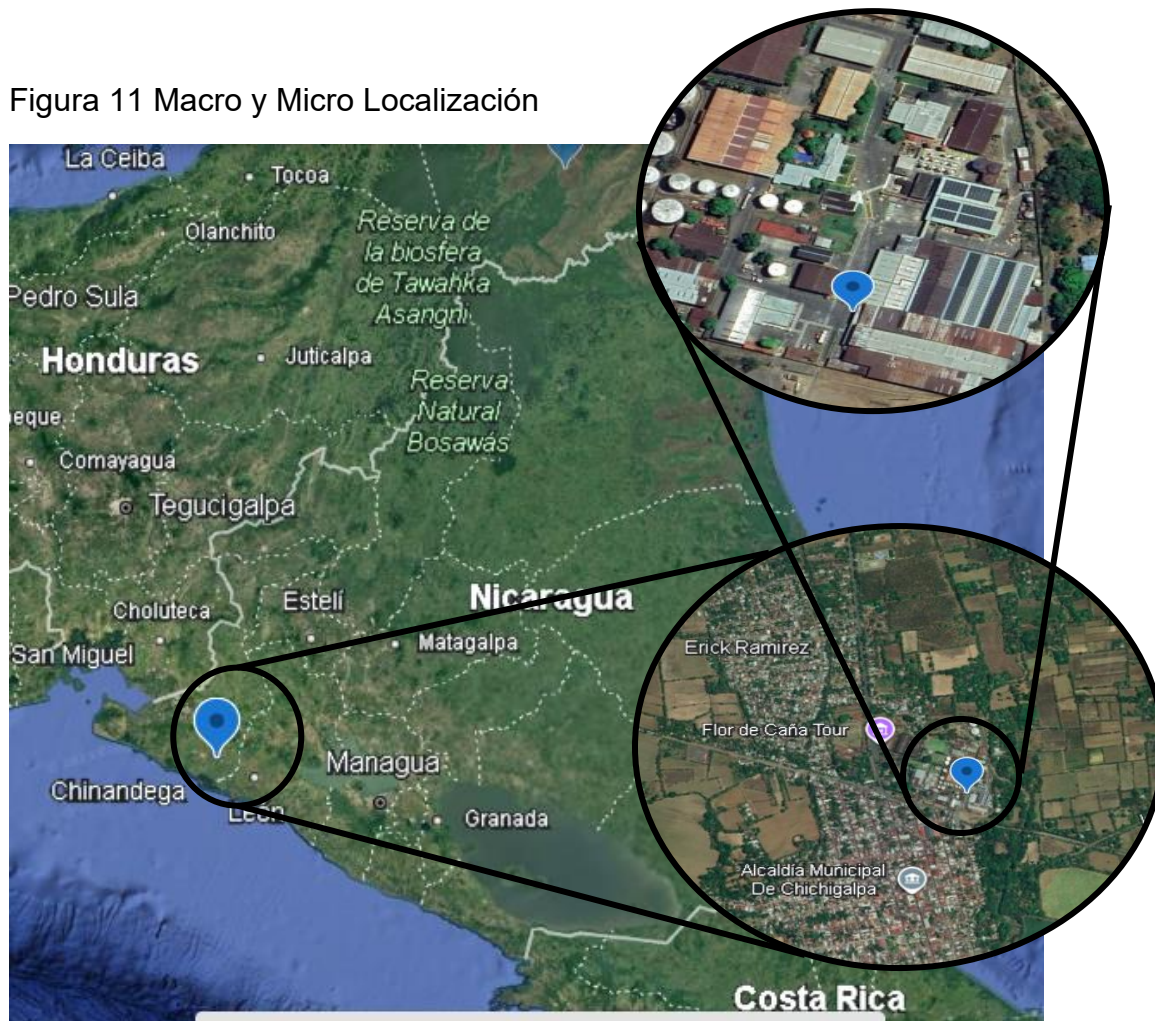 Figura 11 Macro y Micro Localización
La Ceiba
Tocoa
Olanchito
Reserva de
la biosfera
de Tawahka
Asangni
Pedro Sula
Honduras
Juticalpa
Reserva
Natural
Bosawás
Comayagua
Tegucigalpa
Choluteca
Estelí
Nicaragua
San Miguel
Matagalpa
Erick Ramirez
Flor de Caña Tour
Managua
Chinandega
León
Granada
Alcaldía Municipal
De Chichigalpa
Costa Rica